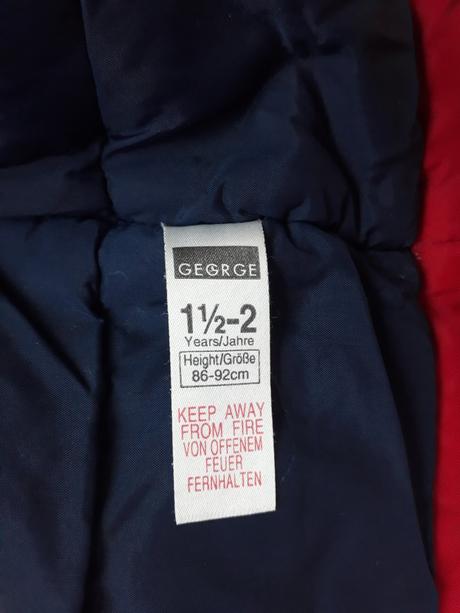 GEORGE
1½-2
Years/Jahre
Height/Größe
86-92cm
KEEP AWAY
FROM FIRE
VON OFFENEM
FEUER
FERNHALTEN